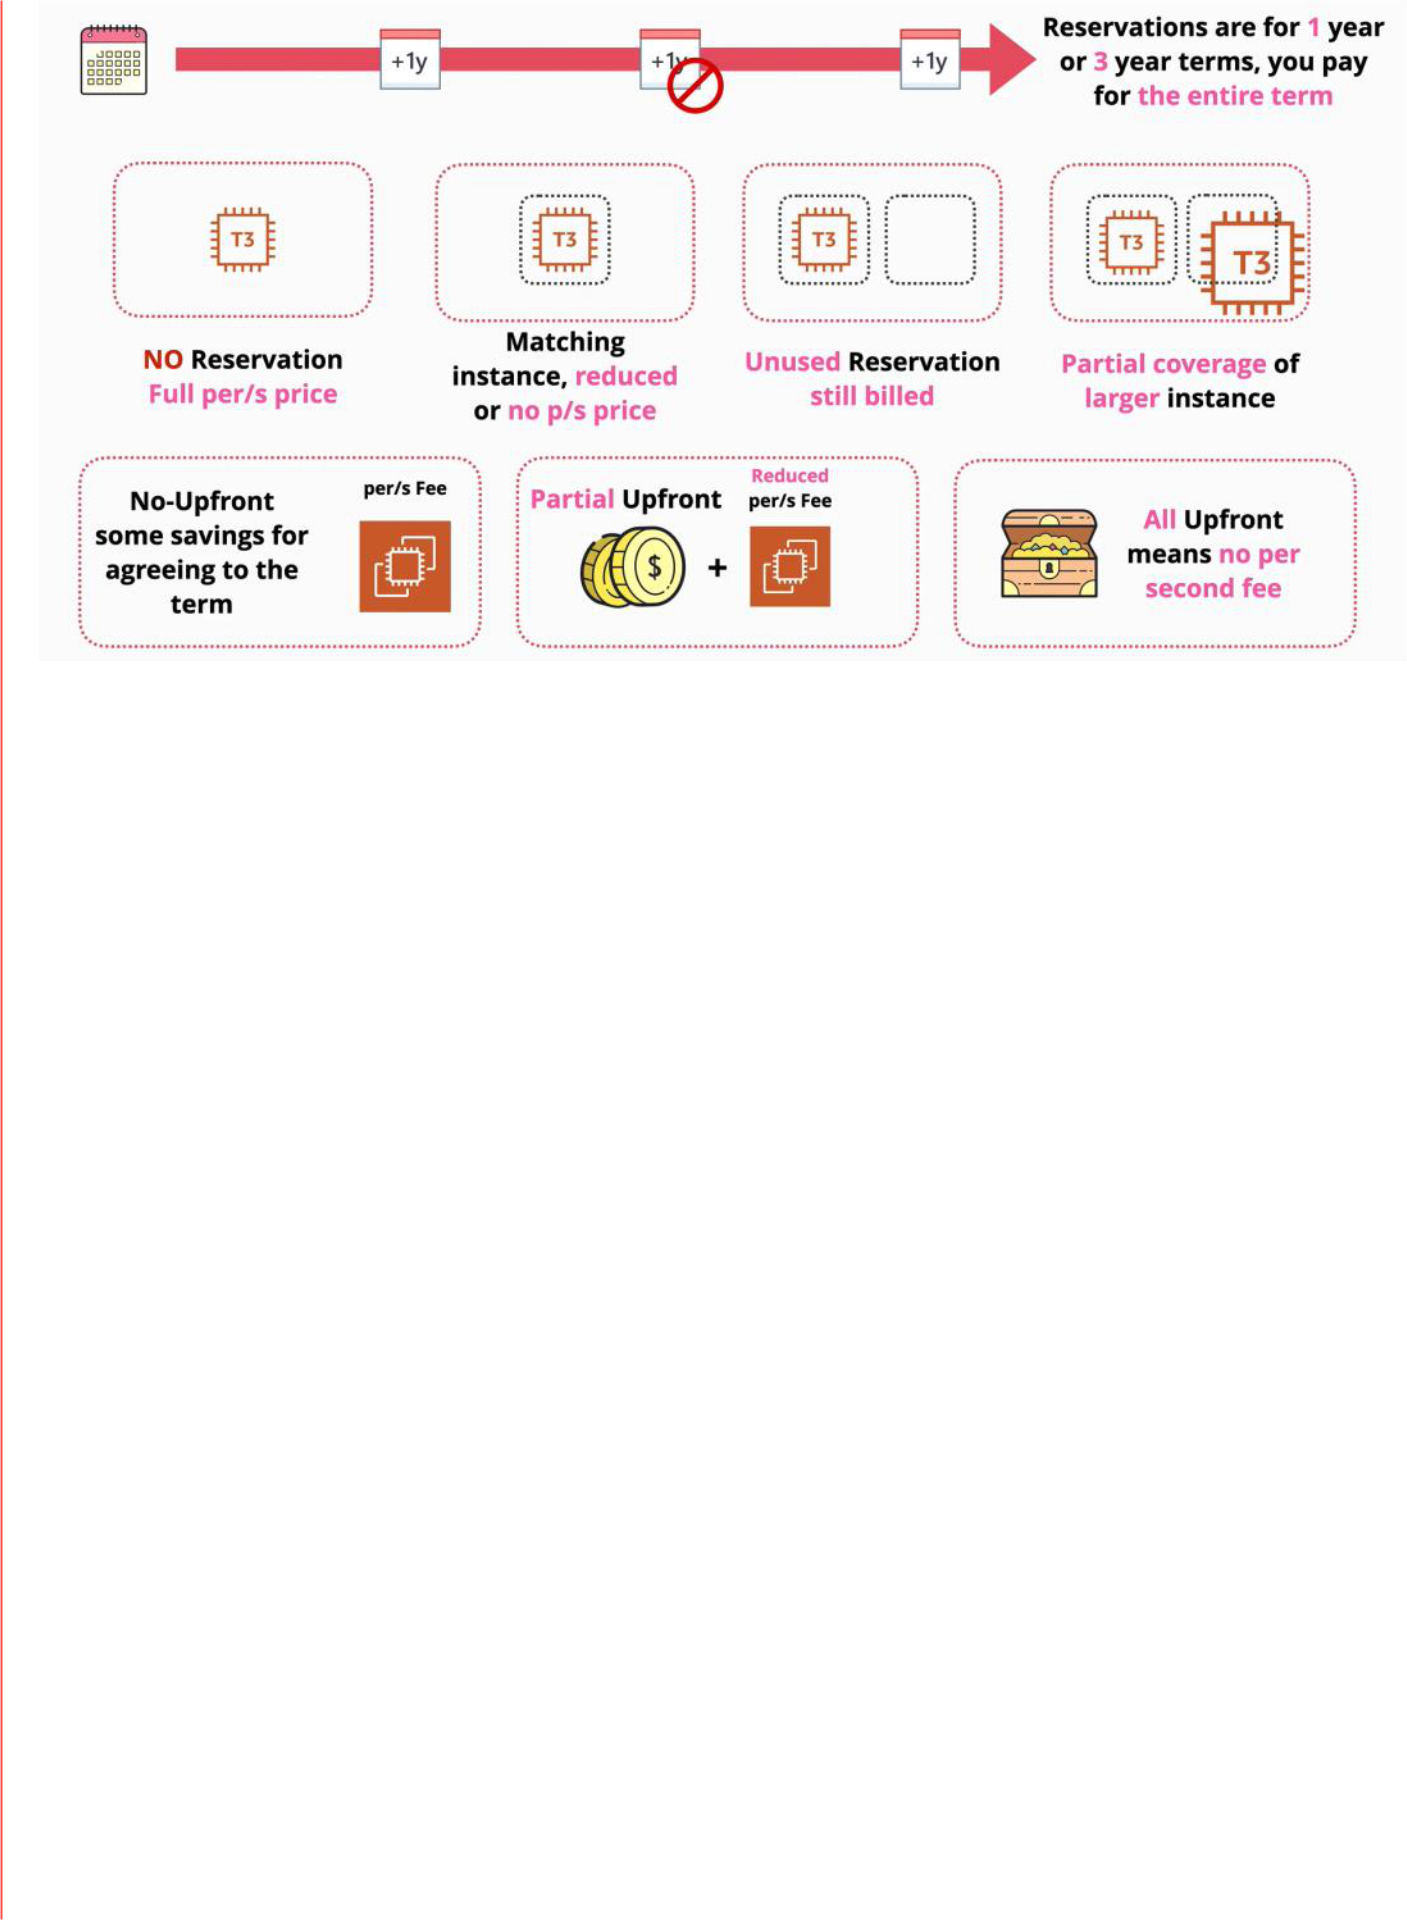 +1y
+1y
+1y
Reservations are for 1 year
or 3 year terms, you pay
for the entire term
T3
NO Reservation
Full per/s price
T3
Matching
instance, reduced
or no p/s price
T3
Unused Reservation
still billed
T3
T3
Partial coverage of
larger instance
No-Upfront
some savings for
agreeing to the
term
per/s Fee
Partial Upfront
$
+
Reduced
per/s Fee
All Upfront
means no per
second fee